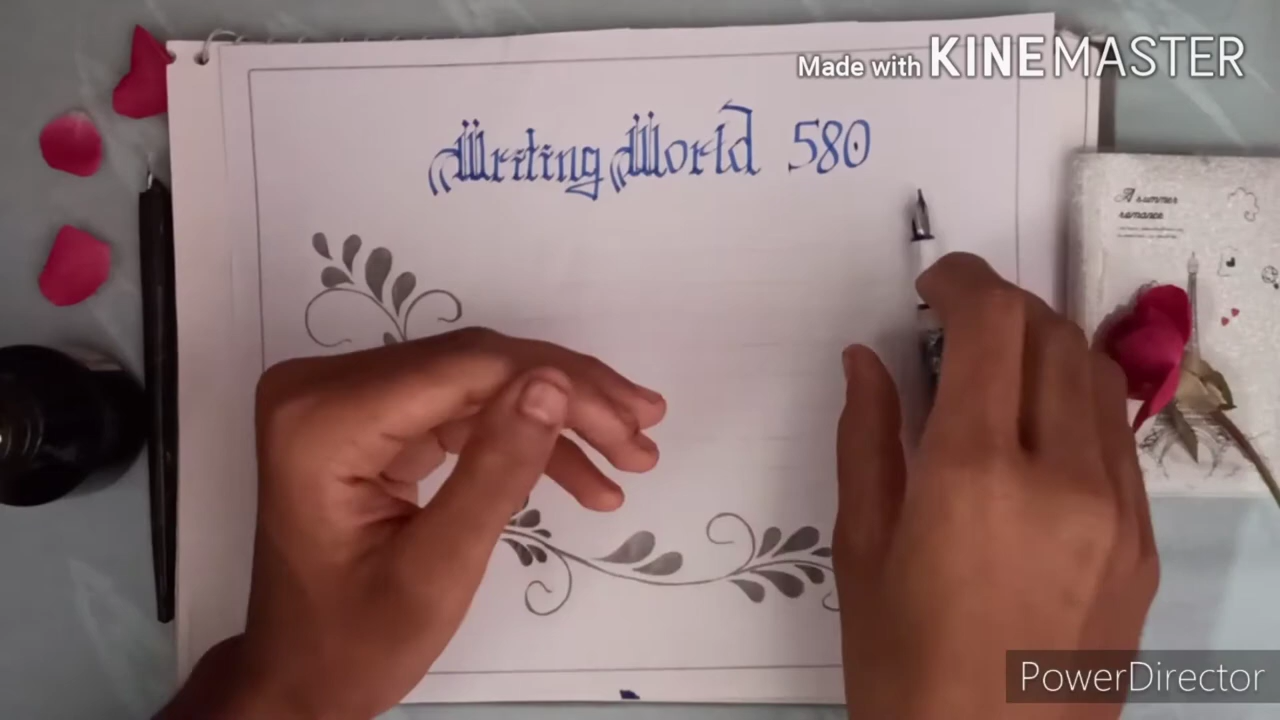 Made with KINEMASTER
Writing World 580
A summer
romance
PowerDirector